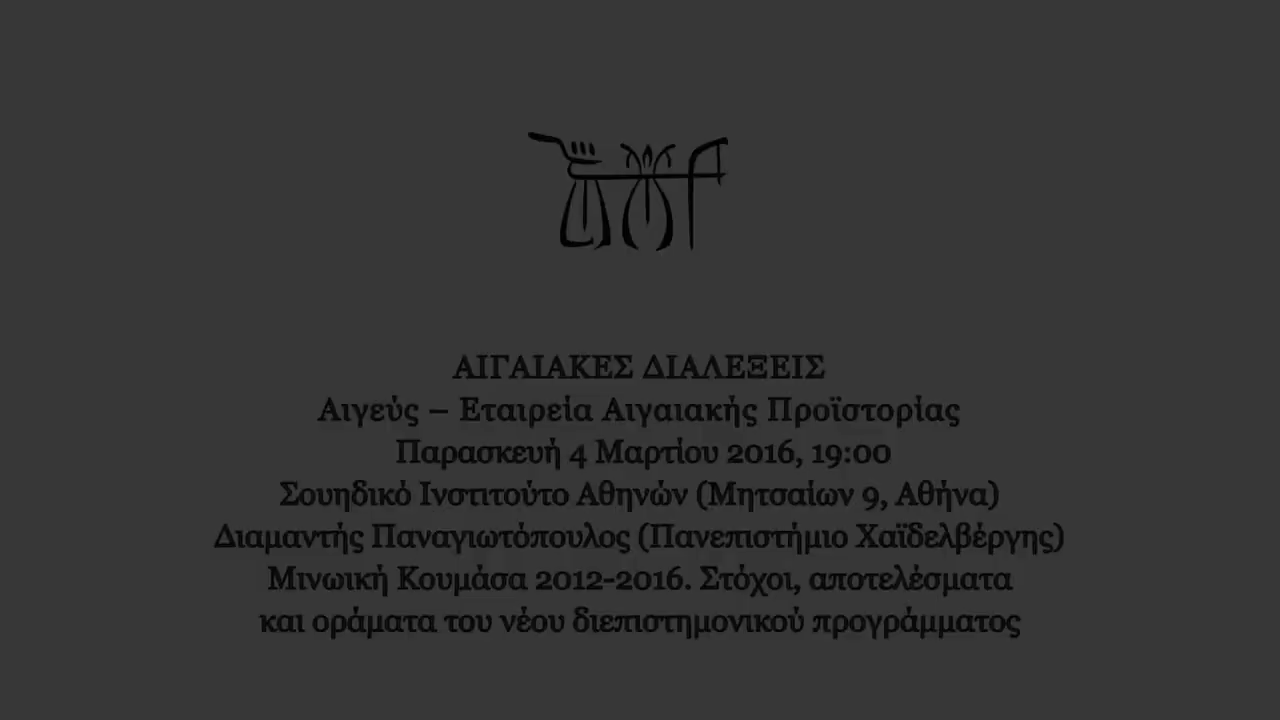 ΑΙΓΑΙΑΚΕΣ ΔΙΑΛΕΞΕΙΣ
Αιγεύς – Εταιρεία Αιγαιακής Προϊστορίας
Παρασκευή 4 Μαρτίου 2016, 19:00
Σουηδικό Ινστιτούτο Αθηνών (Μητσαίων 9, Αθήνα)
Διαμαντής Παναγιωτόπουλος (Πανεπιστήμιο Χαϊδελβέργης)
Μινωική Κουμάσα 2012-2016. Στόχοι, αποτελέσματα
και οράματα του νέου διεπιστημονικού προγράμματος